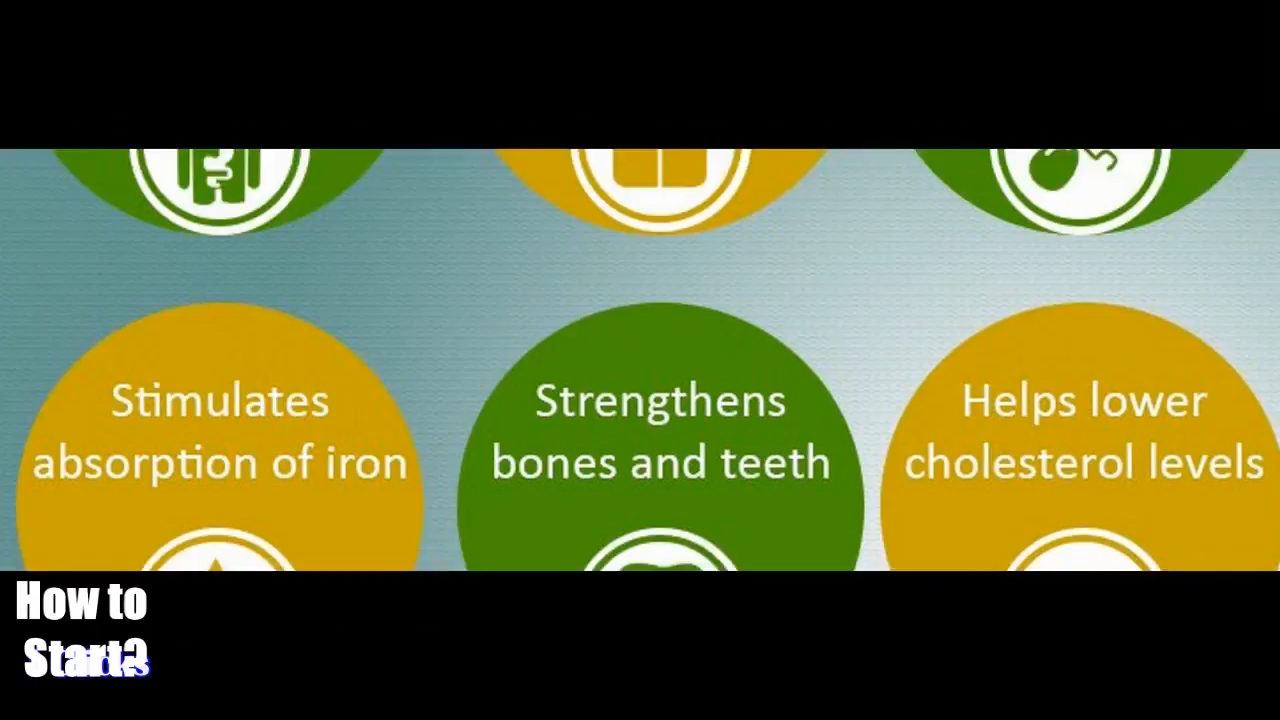 Stimulates
absorption of iron
Strengthens
bones and teeth
Helps lower
cholesterol levels
How to
Start?